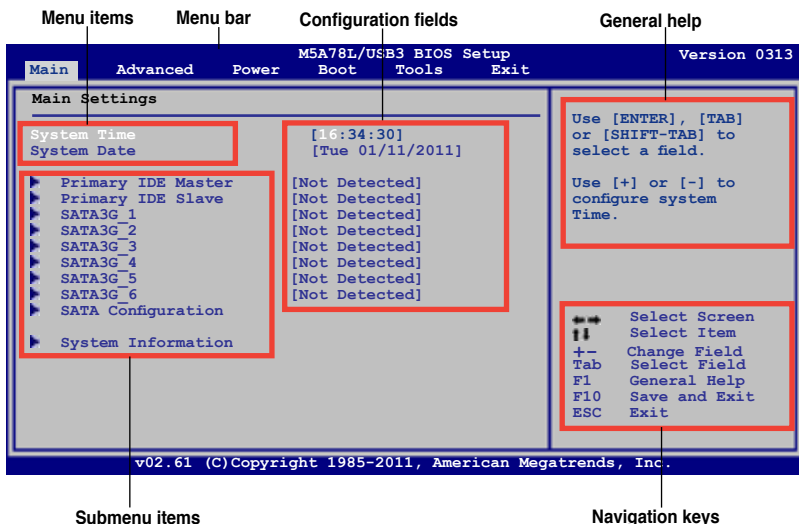 Menu items Menu bar Configuration fields General help
M5A78L/USB3 BIOS Setup Version 0313
Main Advanced Power Boot Tools Exit
Main Settings
System Time [16:34:30]
System Date [Tue 01/11/2011]
Primary IDE Master [Not Detected]
Primary IDE Slave [Not Detected]
SATA3G_1 [Not Detected]
SATA3G_2 [Not Detected]
SATA3G_3 [Not Detected]
SATA3G_4 [Not Detected]
SATA3G_5 [Not Detected]
SATA3G_6 [Not Detected]
SATA Configuration
System Information
Use [ENTER], [TAB]
or [SHIFT-TAB] to
select a field.
Use [+] or [-] to
configure system
Time.
Select Screen
Select Item
+- Change Field
Tab Select Field
F1 General Help
F10 Save and Exit
ESC Exit
v02.61 (C)Copyright 1985-2011, American Megatrends, Inc.
Submenu items Navigation keys